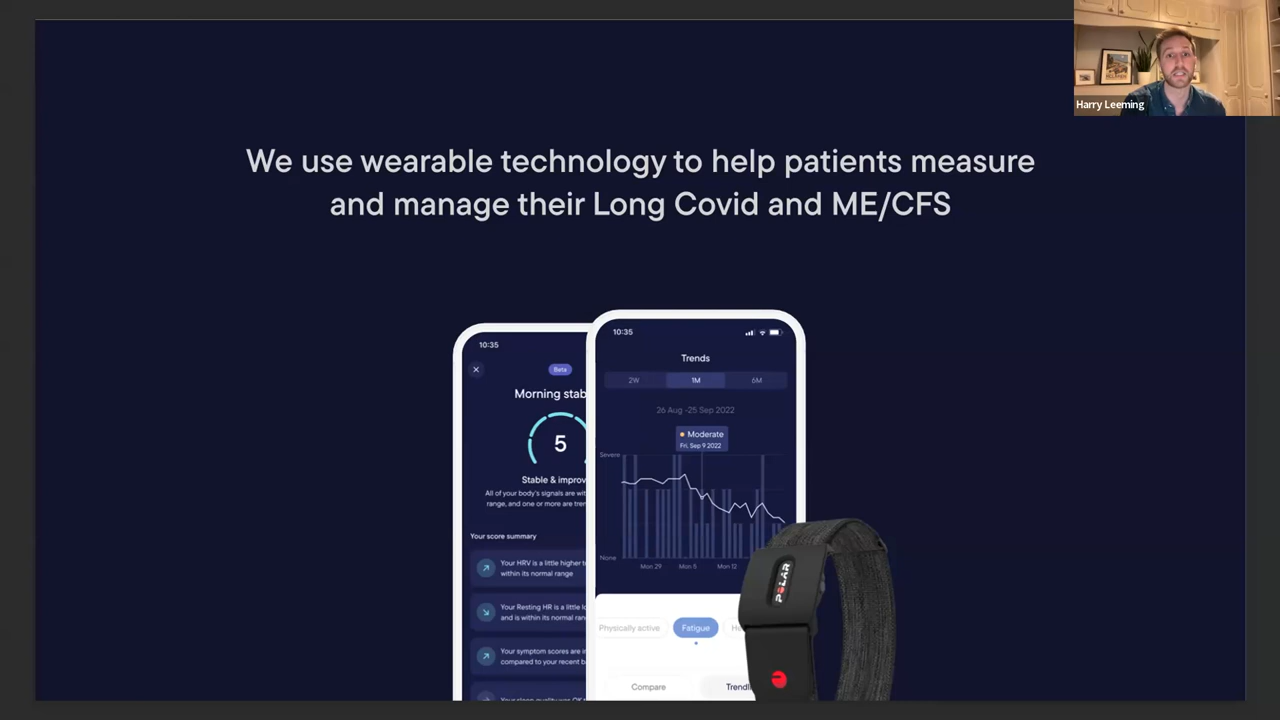 Harry Leeming
We use wearable technology to help patients measure
and manage their Long Covid and ME/CFS
10:35
Beta
Morning stab
5
Stable & improv
All of your body's signals are wit
range, and one or more are tren
Your score summary
Your HRV is a little higher t
within its normal range
Your Resting HR is a little lo
and is within its normal ran
Your symptom scores are i
compared to your recent b
10:35
Trends
2W 1M 6M
26 Aug -25 Sep 2022
Moderate
Fri, Sep 9 2022
Severe
None
Mon 29 Mon 5 Mon 12
Physically active Fatigue
Compare Trendli
POLAR